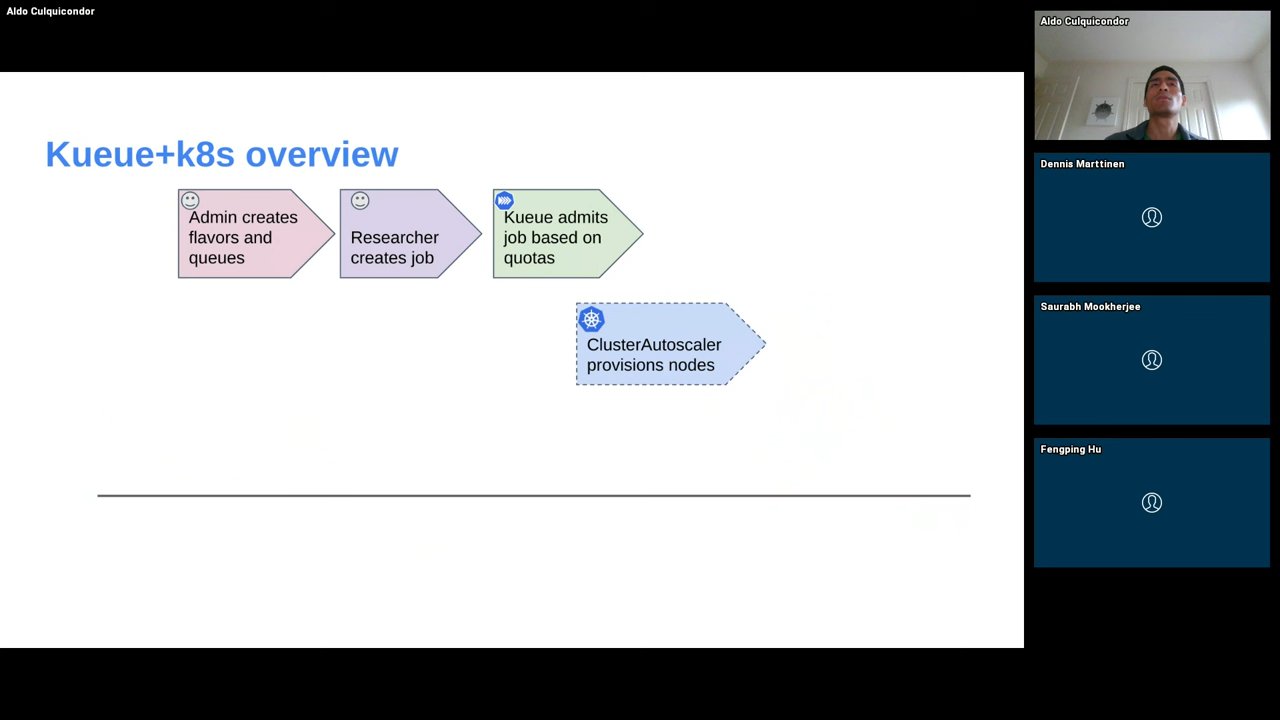 Aldo Culquicondor
Kueue+k8s overview
Admin creates
flavors and
queues
Researcher
creates job
Kueue admits
job based on
quotas
ClusterAutoscaler
provisions nodes
Aldo Culquicondor
Dennis Marttinen
Saurabh Mookherjee
Fengping Hu